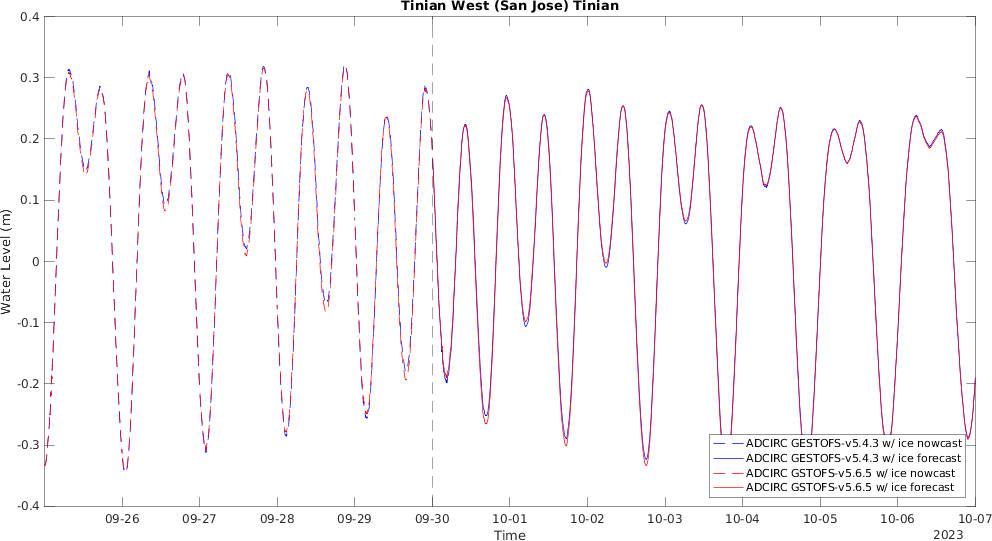 Tinian West (San Jose) Tinian
0.4
0.3
0.2
0.1
0
-0.1
-0.2
-0.3
-0.4
Water Level (m)
ADCIRC GESTOFS-v5.4.3 w/ ice nowcast
ADCIRC GESTOFS-v5.4.3 w/ ice forecast
ADCIRC GSTOFS-v5.6.5 w/ ice nowcast
ADCIRC GSTOFS-v5.6.5 w/ ice forecast
09-26 09-27 09-28 09-29 09-30 10-01 10-02 10-03 10-04 10-05 10-06 10-07
Time
2023